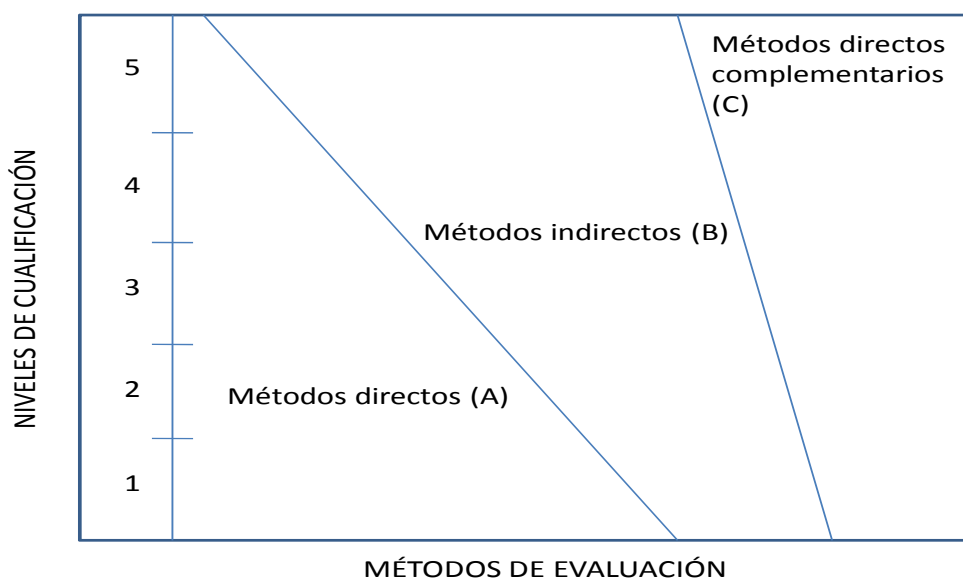 NIVELES DE CUALIFICACIÓN
5
4
3
2
1
Métodos directos
complementarios
(C)
Métodos indirectos (B)
Métodos directos (A)
MÉTODOS DE EVALUACIÓN